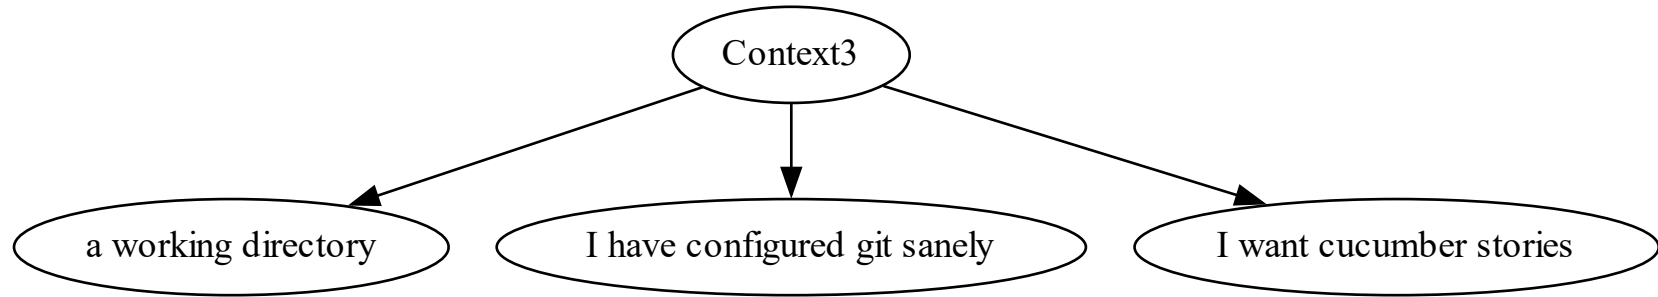 Context3
a working directory
I have configured git sanely
I want cucumber stories